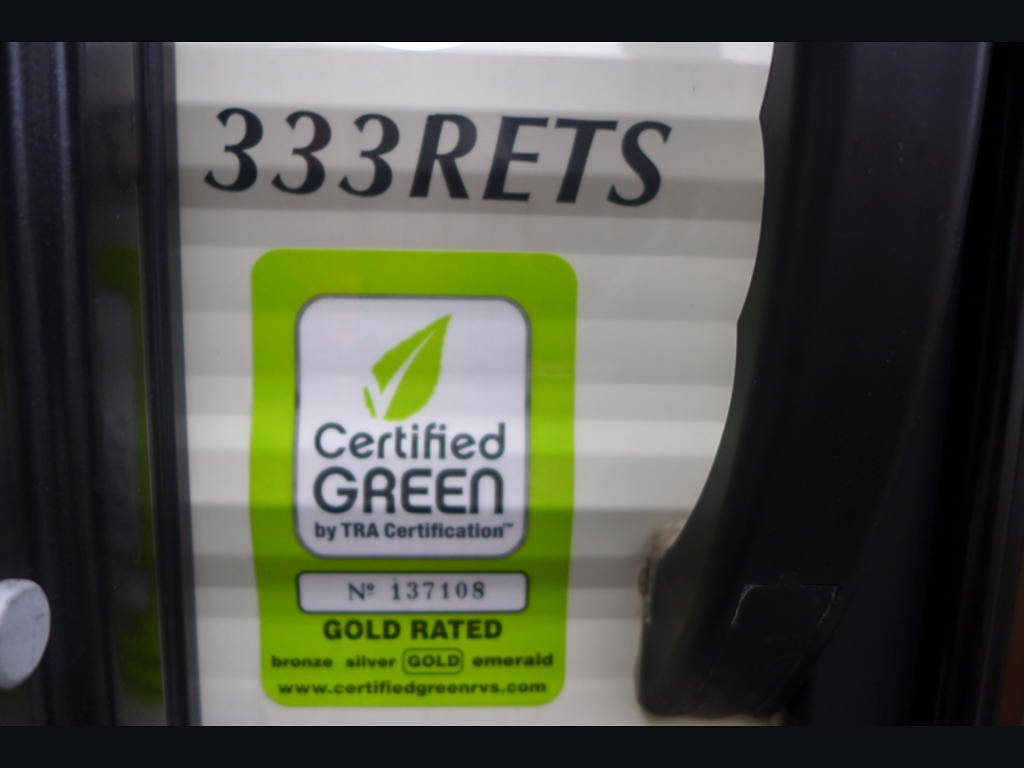 333RETS
Certified
GREEN
by TRA Certification™
Nº 137108
GOLD RATED
bronze silver GOLD emerald
www.certifiedgreenrvs.com